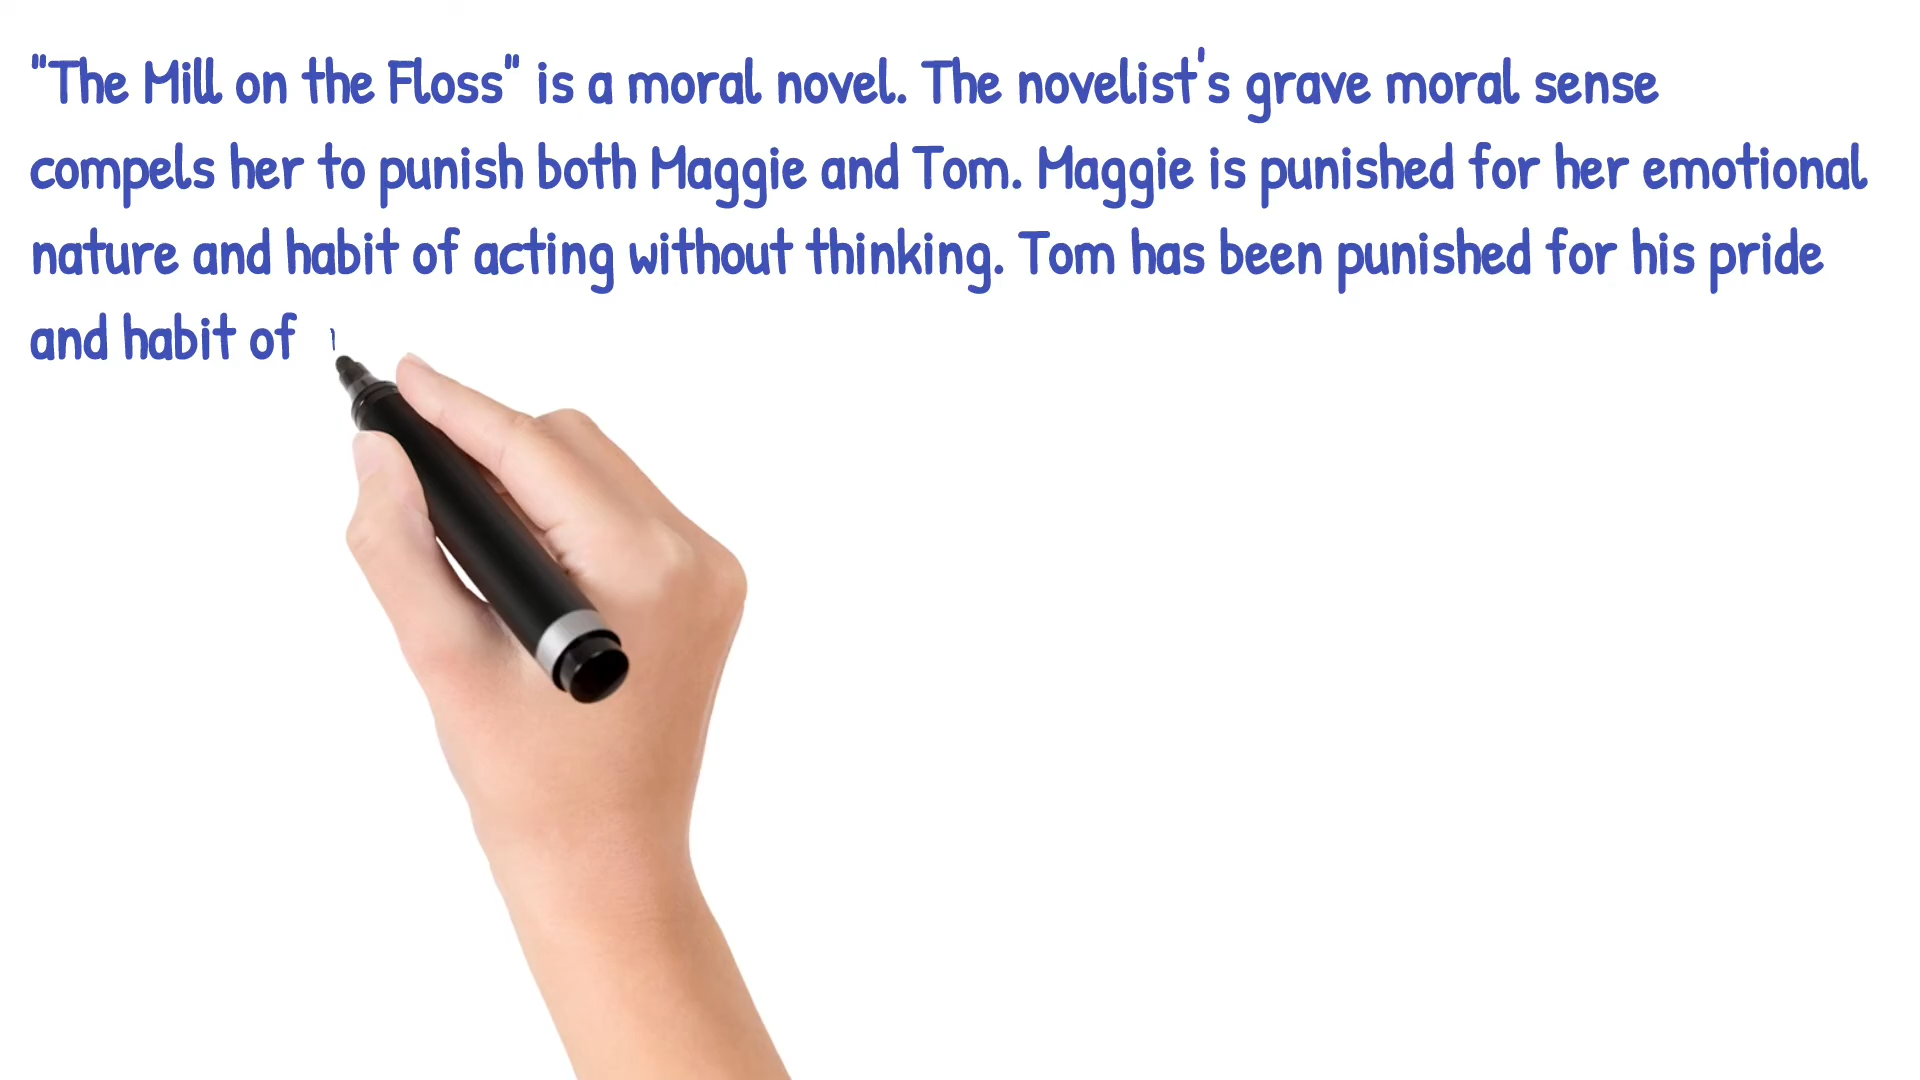 "The Mill on the Floss" is a moral novel. The novelist's grave moral sense
compels her to punish both Maggie and Tom. Maggie is punished for her emotional
nature and habit of acting without thinking. Tom has been punished for his pride
and habit of